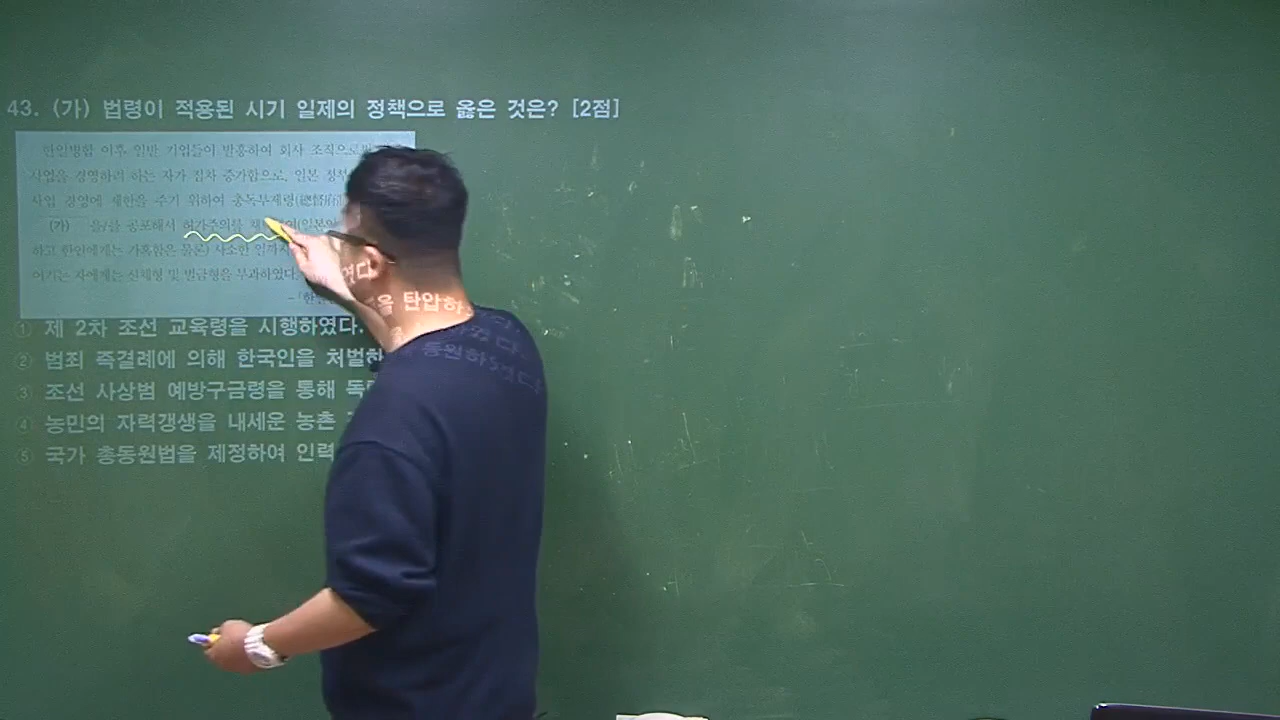 43. (가) 법령이 적용된 시기 일제의 정책으로 옳은 것은? [2점]
한일병합 이후 일반 기업들이 발흥하여 회사 조직으로
사업을 경영하려 하는 자가 점차 증가함으로, 일본
사업 경영에 제한을 주기 위하여 총독부제령(總督府
(가) 을/를 공포해서 허가주의를
하고 한인에게는 가혹함은 물론) 사소한
어기는 자에게는 신체형 및 벌금형을 부과하였다.
① 제 2차 조선 교육령을 시행하였다.
② 범죄 즉결례에 의해 한국인을 처벌
③ 조선 사상범 예방구금령을 통해 탄압하
④ 농민의 자력갱생을 내세운 농촌
⑤ 국가 총동원법을 제정하여 인력 동원하였다